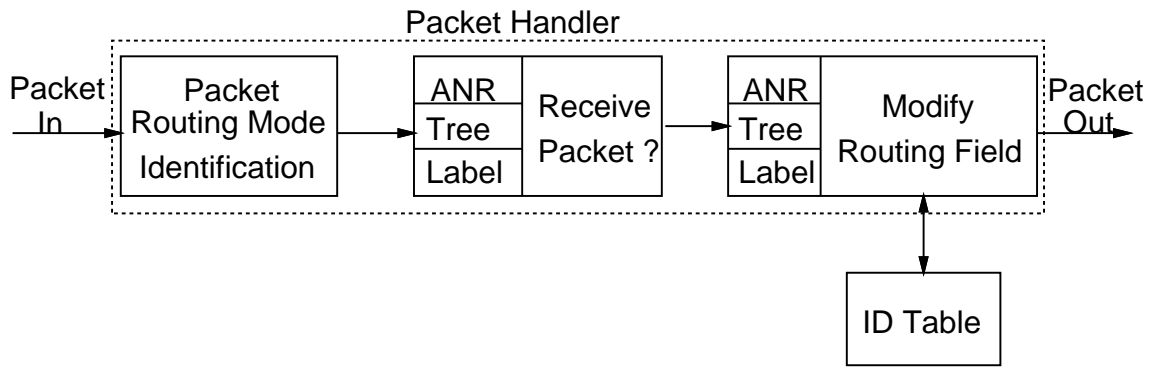 Packet Handler
Packet
In
Packet
Routing Mode
Identification
ANR
Tree
Label
Receive
Packet ?
ANR
Tree
Label
Modify
Routing Field
Packet
Out
ID Table